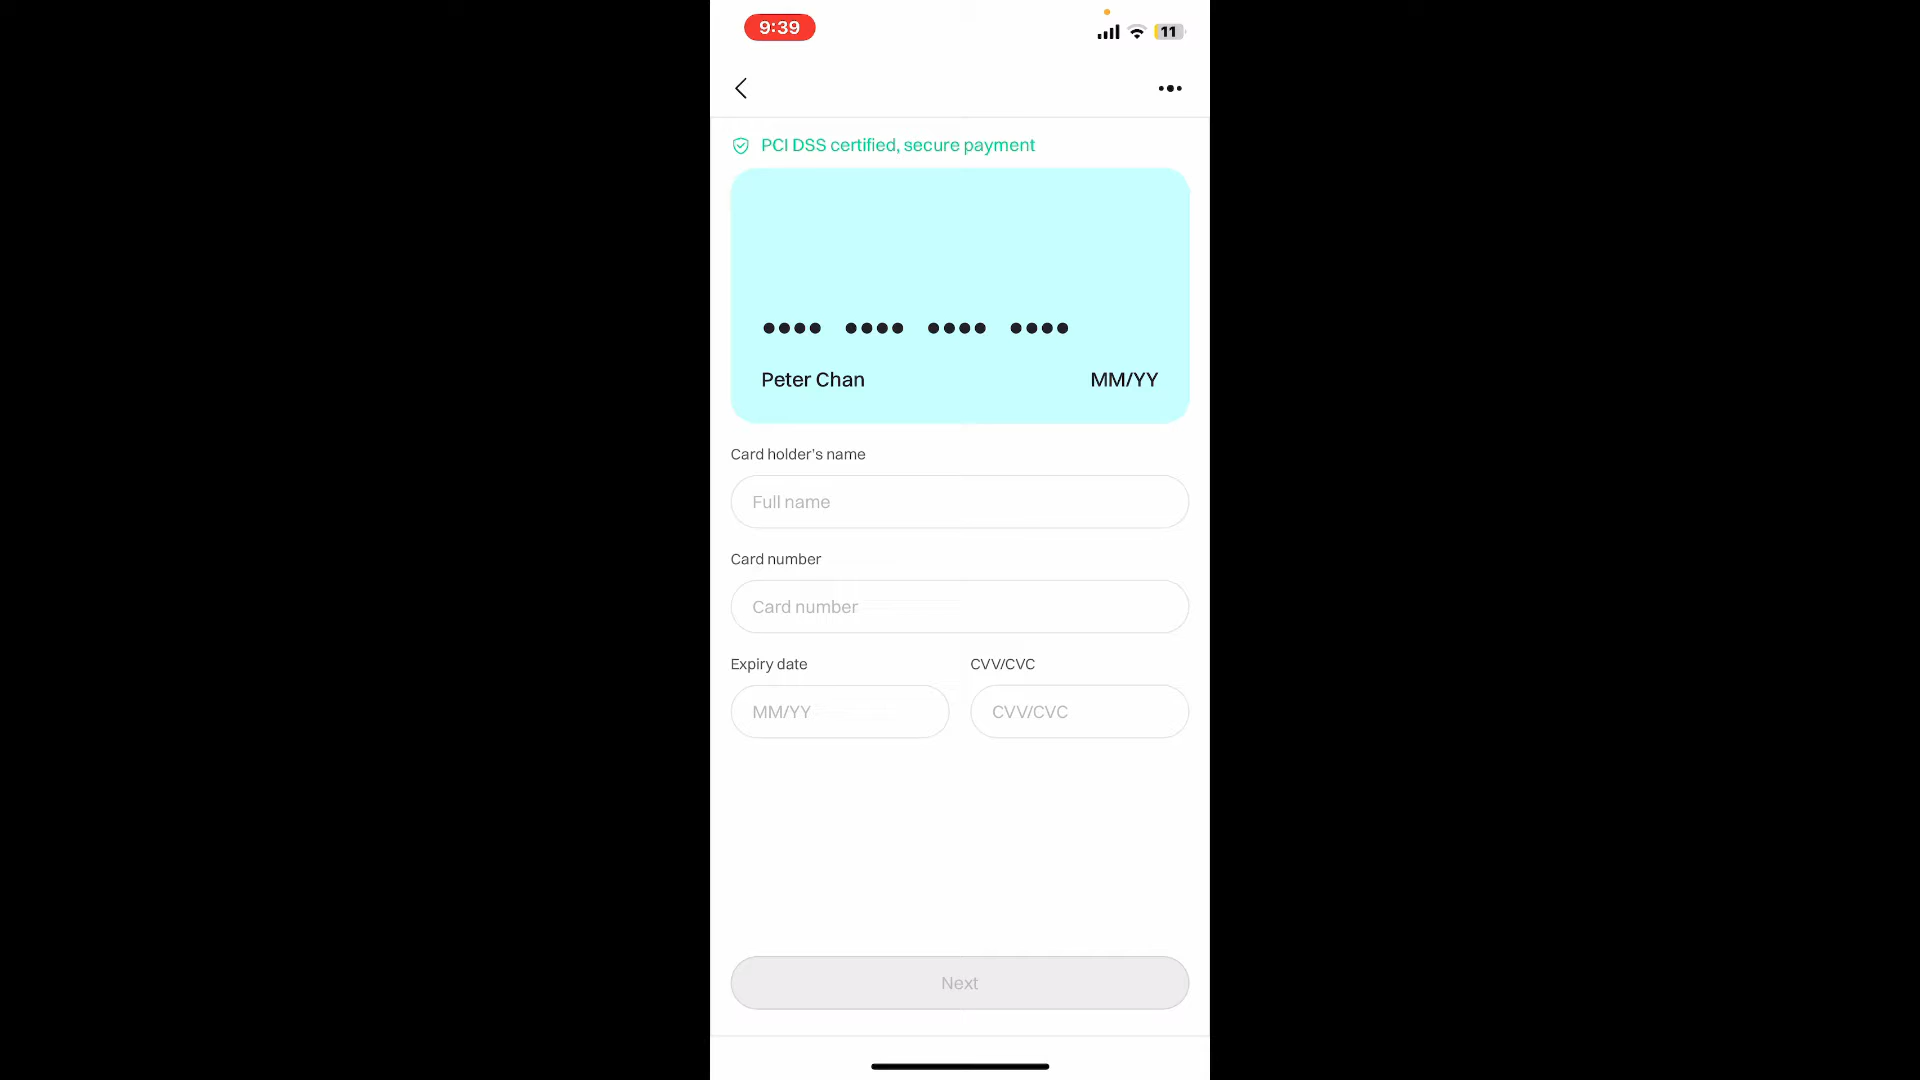 9:39
11
PCI DSS certified, secure payment
•••• •••• •••• ••••
Peter Chan MM/YY
Card holder's name
Full name
Card number
Card number
Expiry date CVV/CVC
MM/YY CVV/CVC
Next